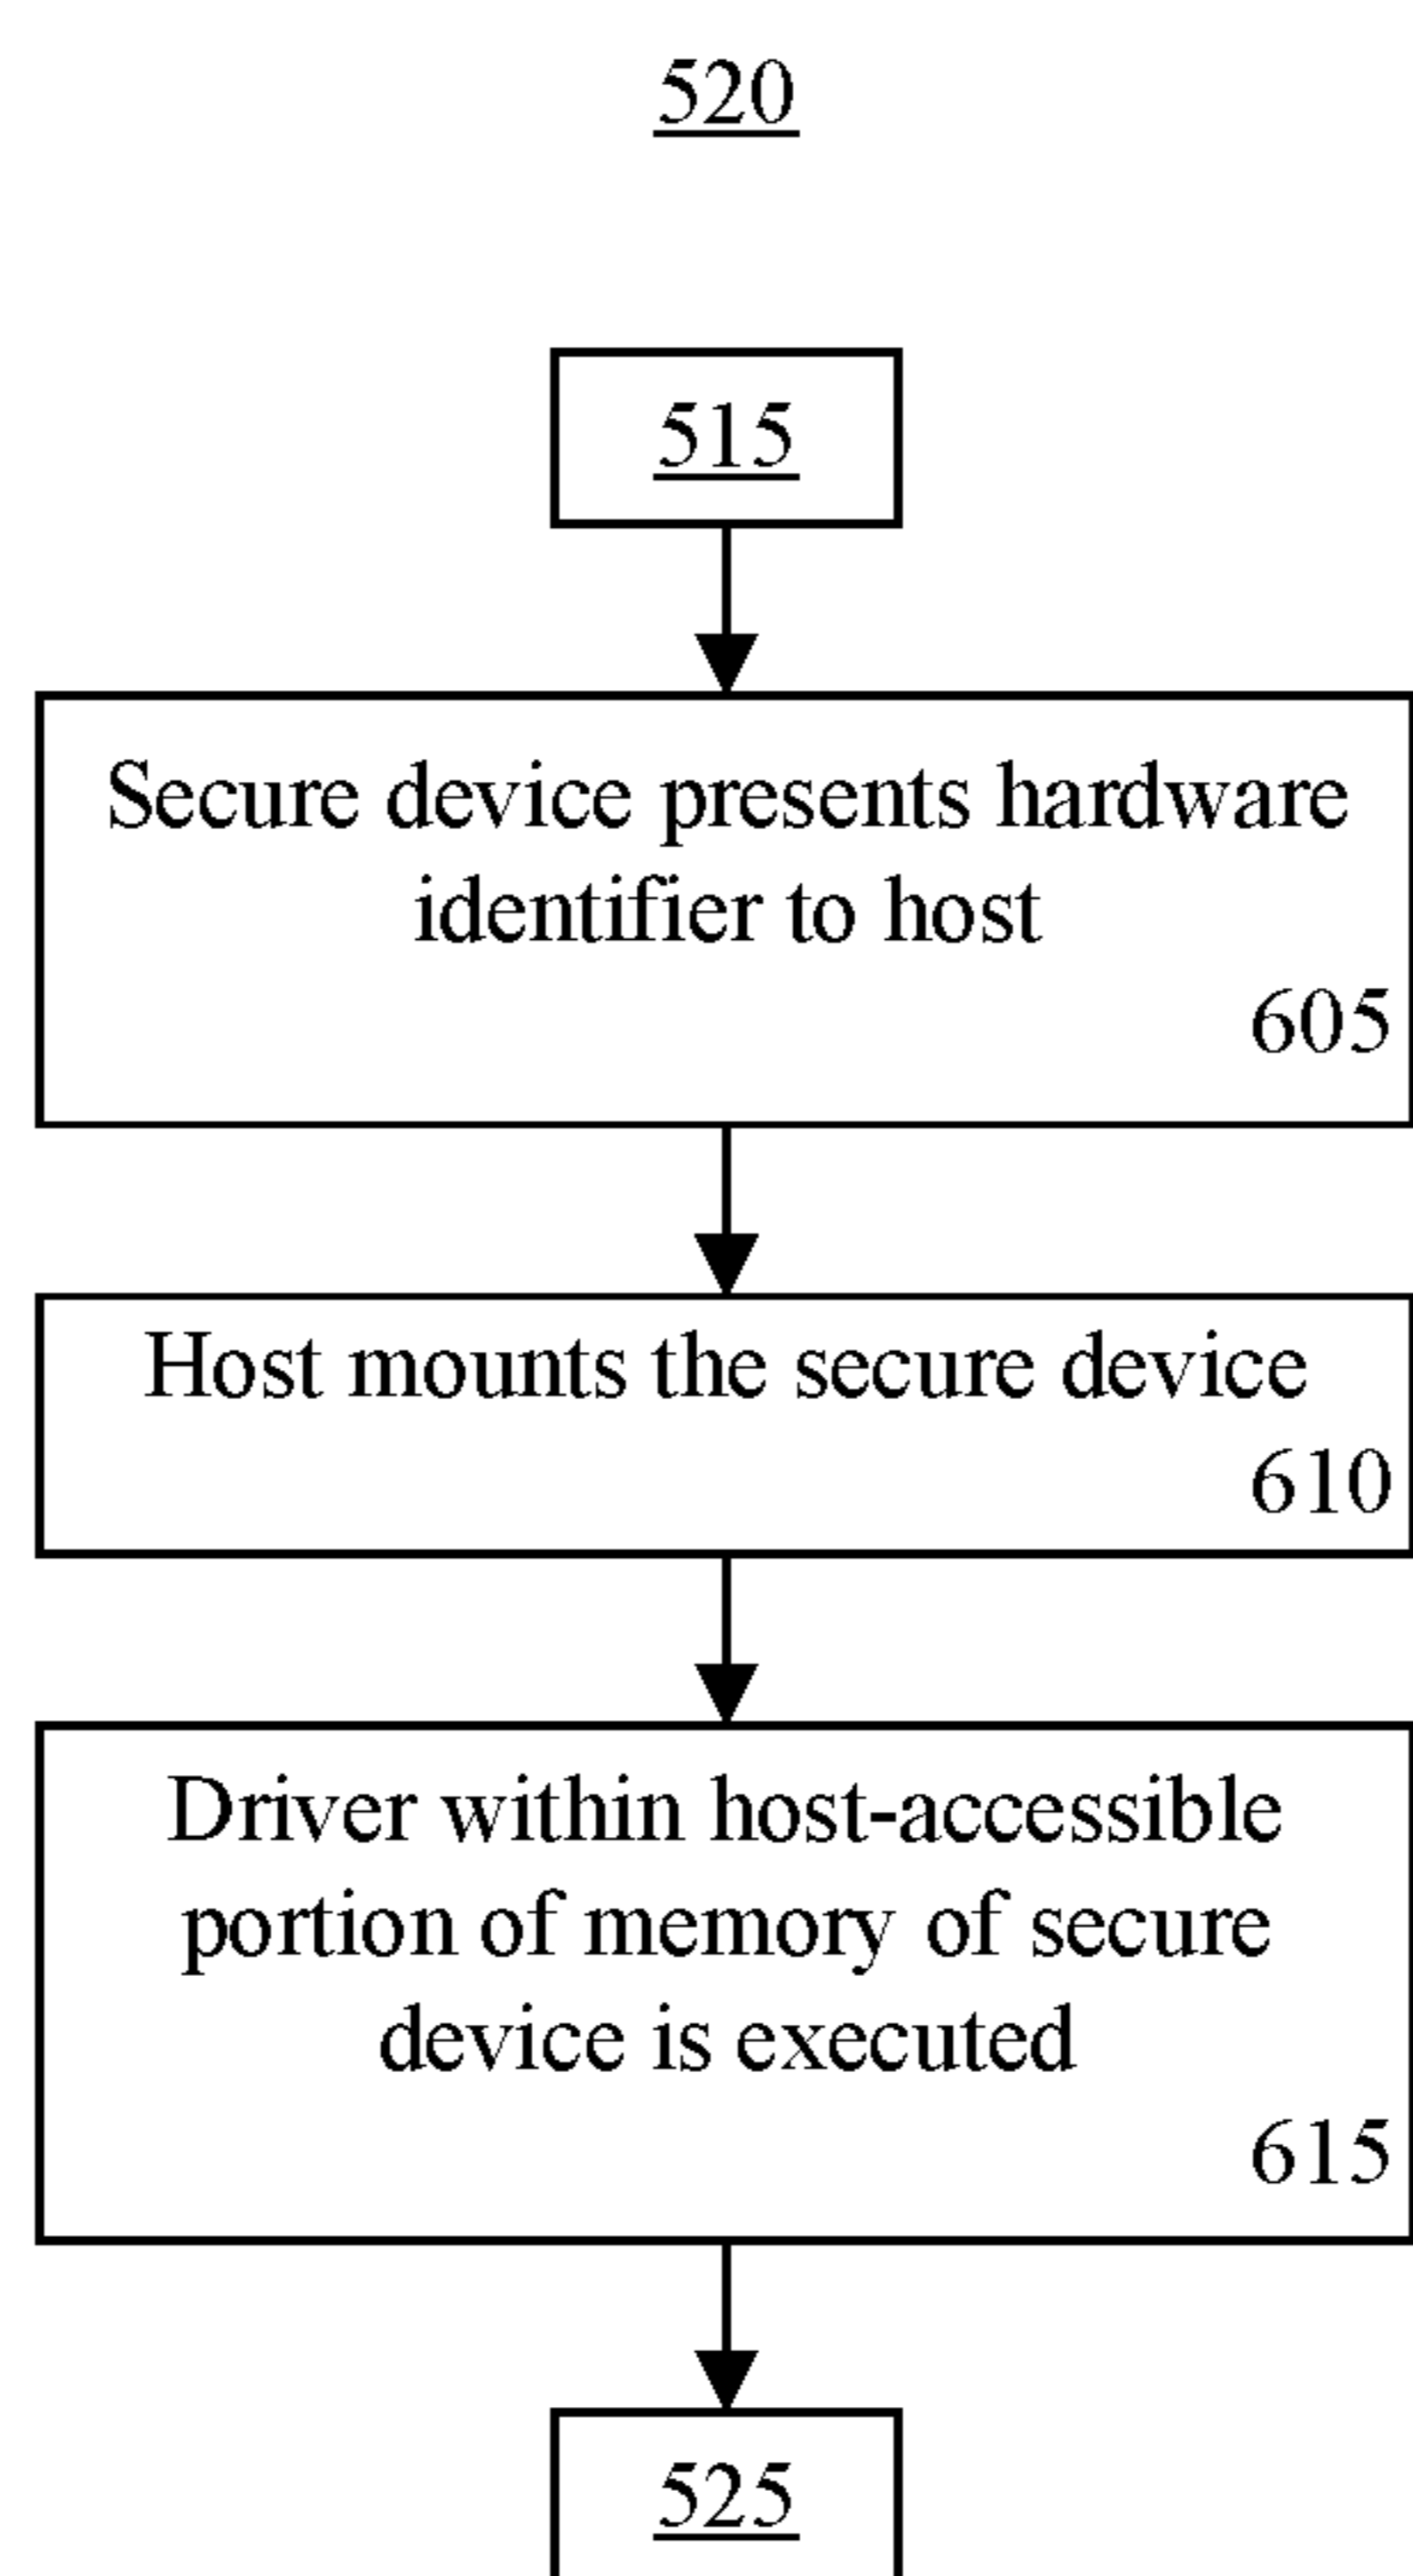 520
515
Secure device presents hardware
identifier to host
605
Host mounts the secure device
610
Driver within host-accessible
portion of memory of secure
device is executed
615
525